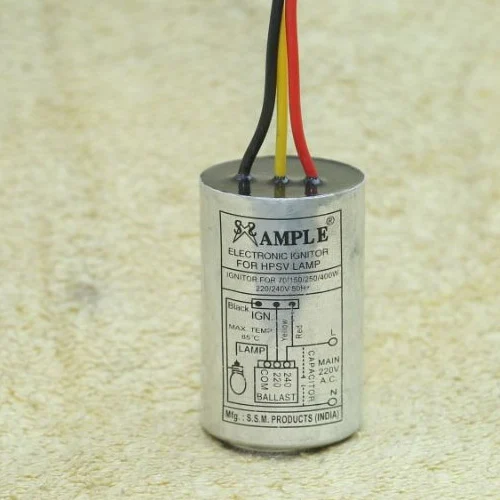 AMPLE®
ELECTRONIC IGNITOR
FOR HPSV LAMP
IGNITOR FOR 70/150/250/400W
220/240V 50Hz
Black
IGN.
Yellow
Red
MAX. TEMP.
65°C
LAMP
COM
220
240
BALLAST
CAPACITOR
L
MAIN
220V
A.C.
N
Mfg. : S.S.M. PRODUCTS (INDIA)